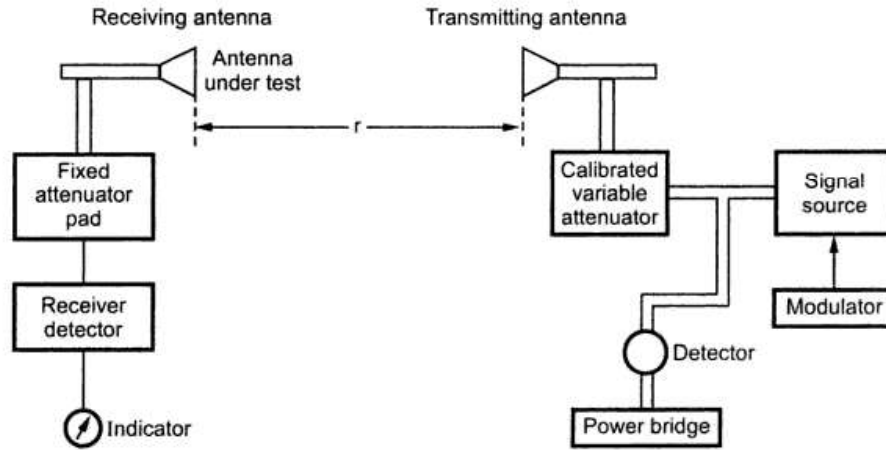 Receiving antenna
Transmitting antenna
Antenna
under test
r
Fixed
attenuator
pad
Calibrated
variable
attenuator
Signal
source
Receiver
detector
Modulator
Detector
Indicator
Power bridge